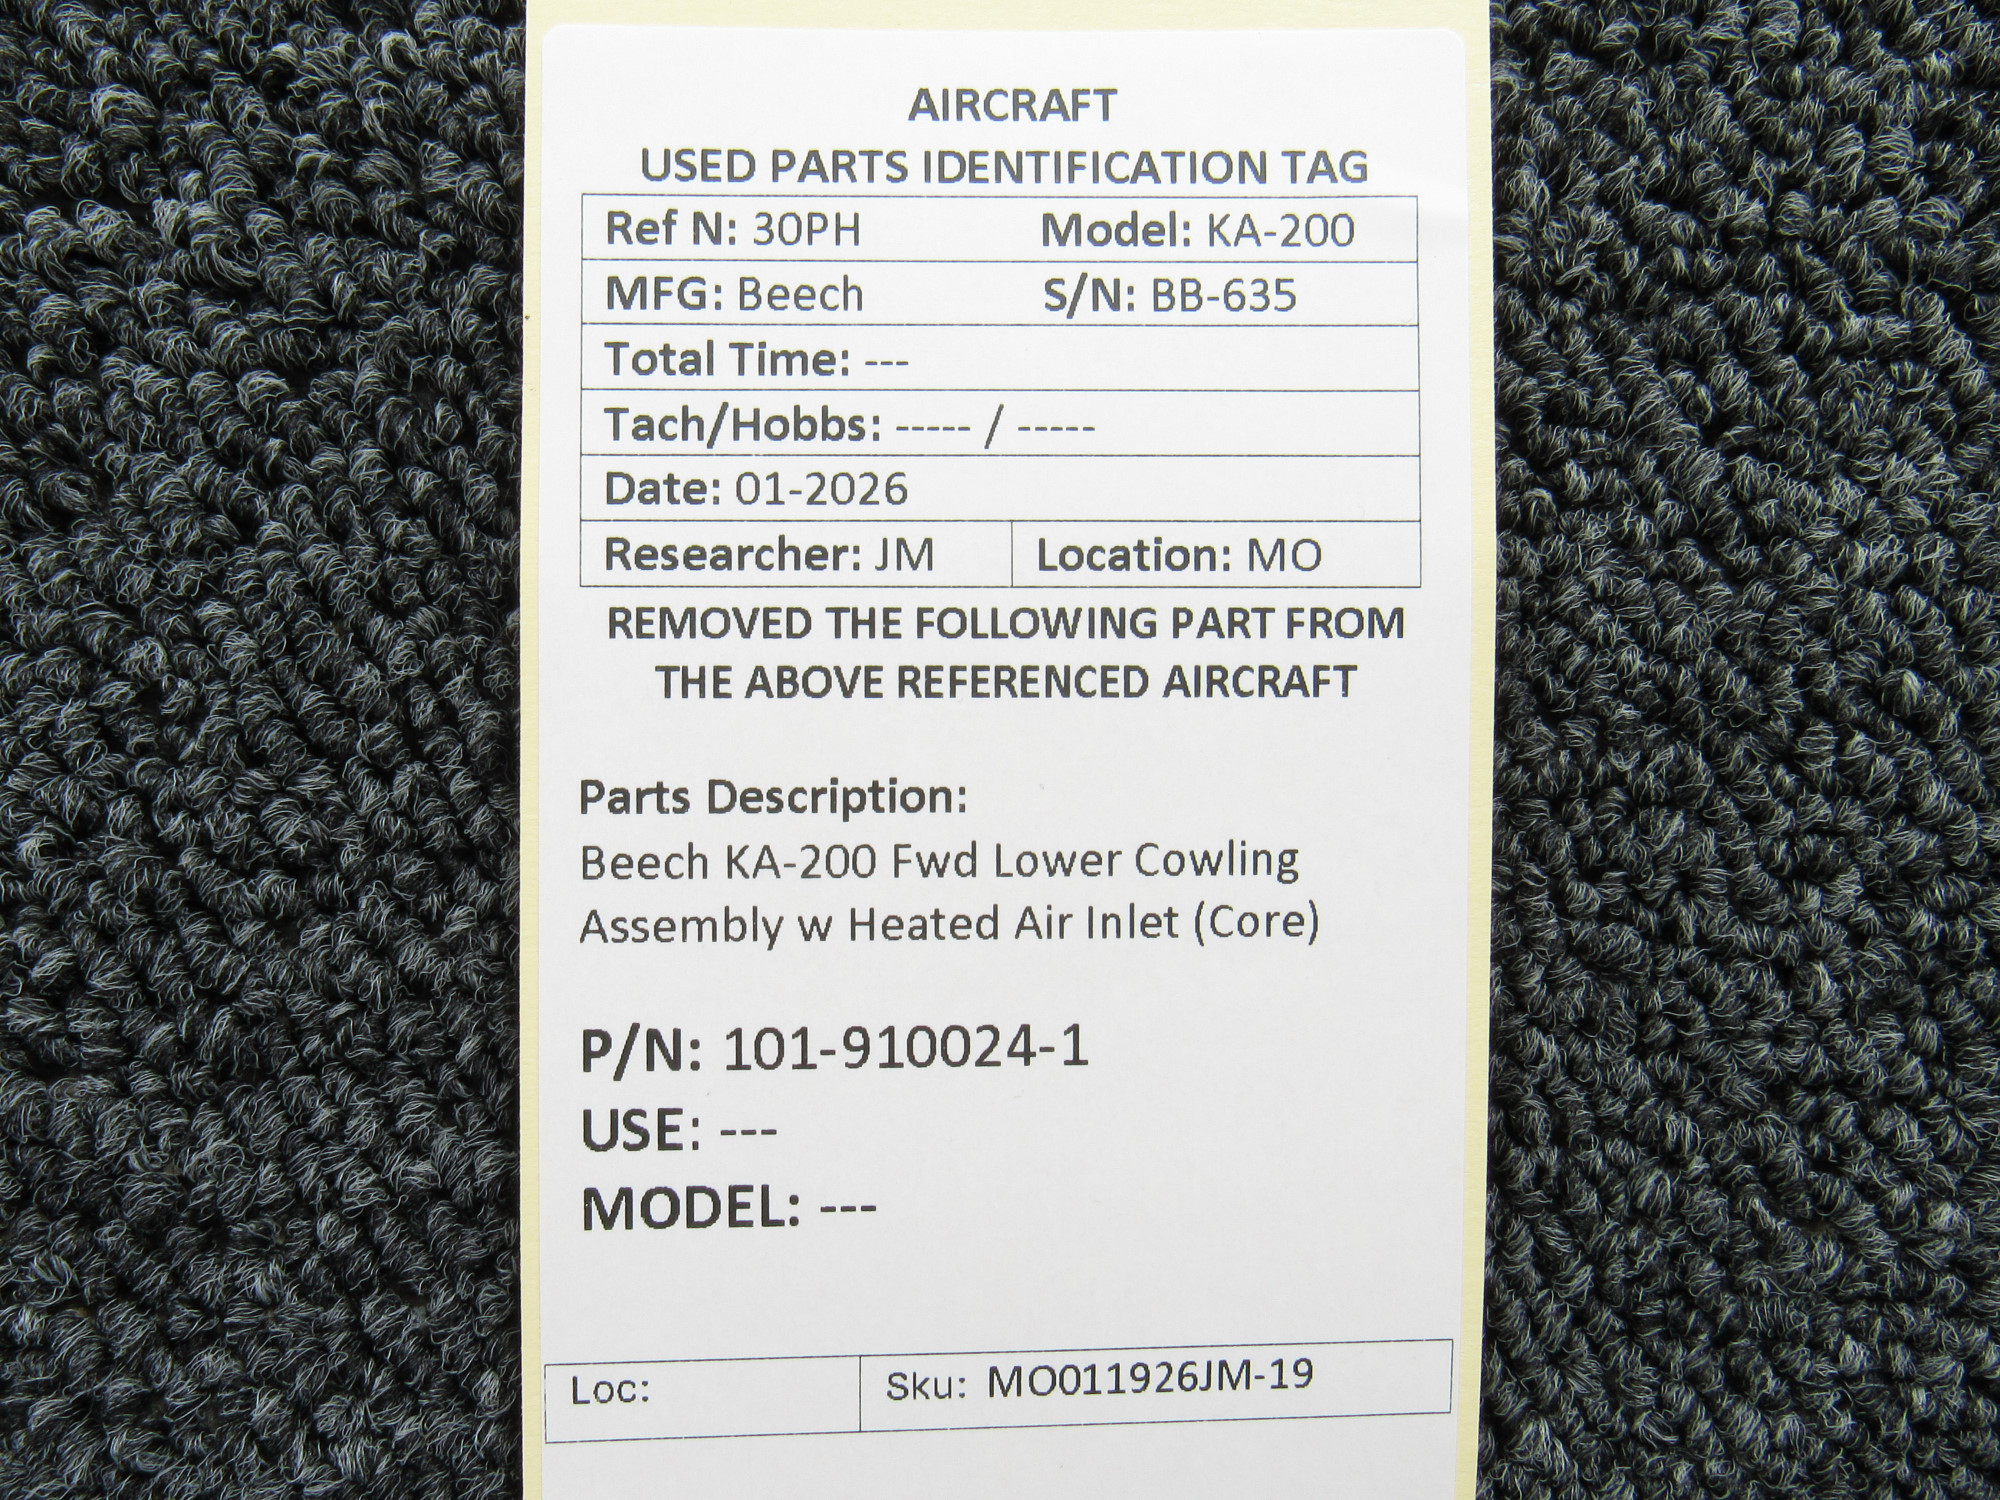 AIRCRAFT
USED PARTS IDENTIFICATION TAG
Ref N: 30PH Model: KA-200
MFG: Beech S/N: BB-635
Total Time: ---
Tach/Hobbs: ----- / -----
Date: 01-2026
Researcher: JM Location: MO
REMOVED THE FOLLOWING PART FROM
THE ABOVE REFERENCED AIRCRAFT
Parts Description:
Beech KA-200 Fwd Lower Cowling
Assembly w Heated Air Inlet (Core)
P/N: 101-910024-1
USE: ---
MODEL: ---
Loc: Sku: MO011926JM-19